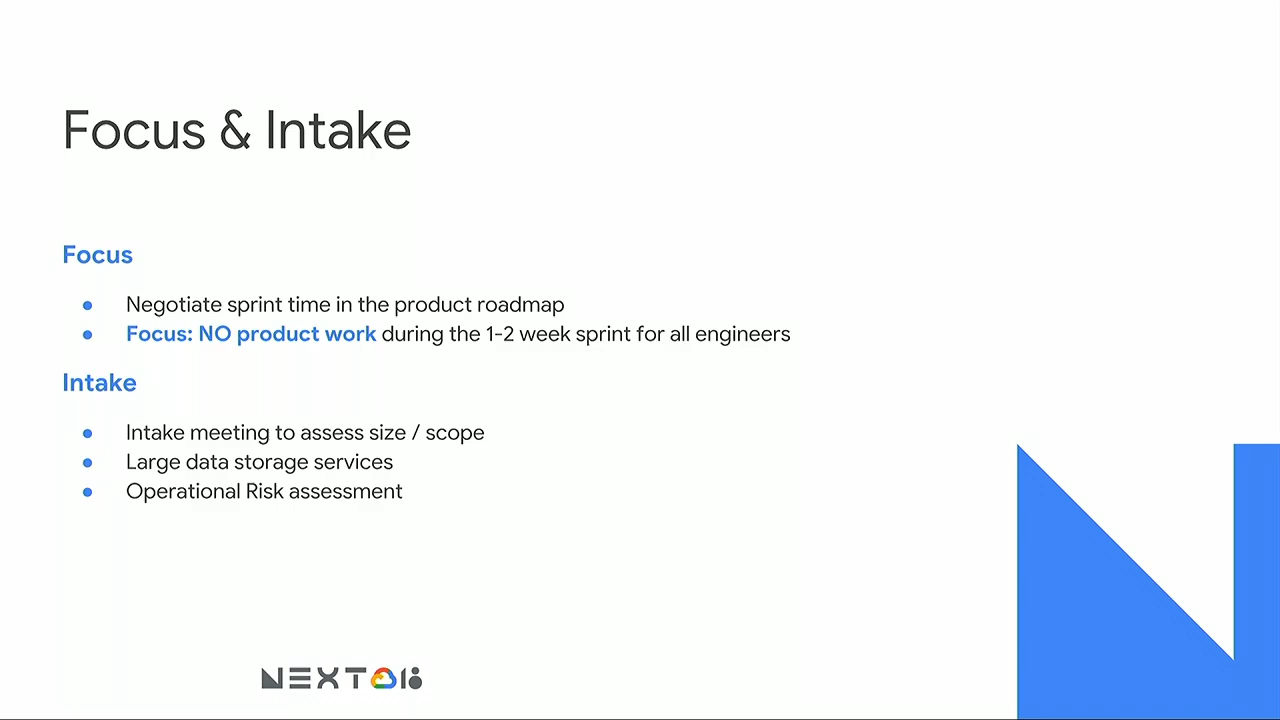 Focus & Intake
Focus
● Negotiate sprint time in the product roadmap
● Focus: NO product work during the 1-2 week sprint for all engineers
Intake
● Intake meeting to assess size / scope
● Large data storage services
● Operational Risk assessment
NEXT 18